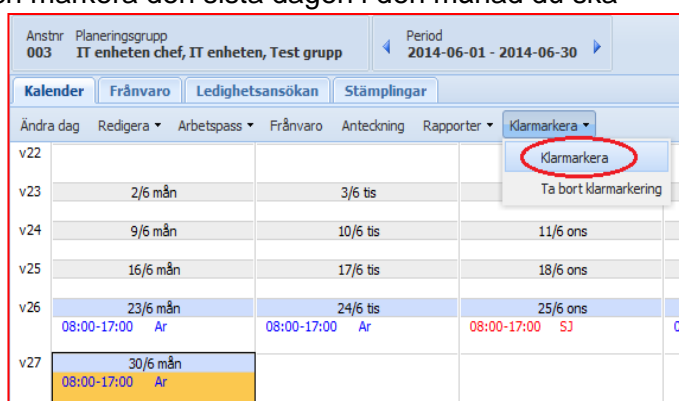 markera den sista dagen i den månad du ska
Anstnr Planeringsgrupp Period
003 IT enheten chef, IT enheten, Test grupp 2014-06-01 - 2014-06-30
Kalender Frånvaro Ledighetsansökan Stämplingar
Ändra dag Redigera Arbetspass Frånvaro Anteckning Rapporter Klarmarkera
Klarmarkera
Ta bort klarmarkering
v22
v23 2/6 mån 3/6 tis
v24 9/6 mån 10/6 tis 11/6 ons
v25 16/6 mån 17/6 tis 18/6 ons
v26 23/6 mån 24/6 tis 25/6 ons
08:00-17:00 Ar 08:00-17:00 Ar 08:00-17:00 SJ
v27 30/6 mån
08:00-17:00 Ar